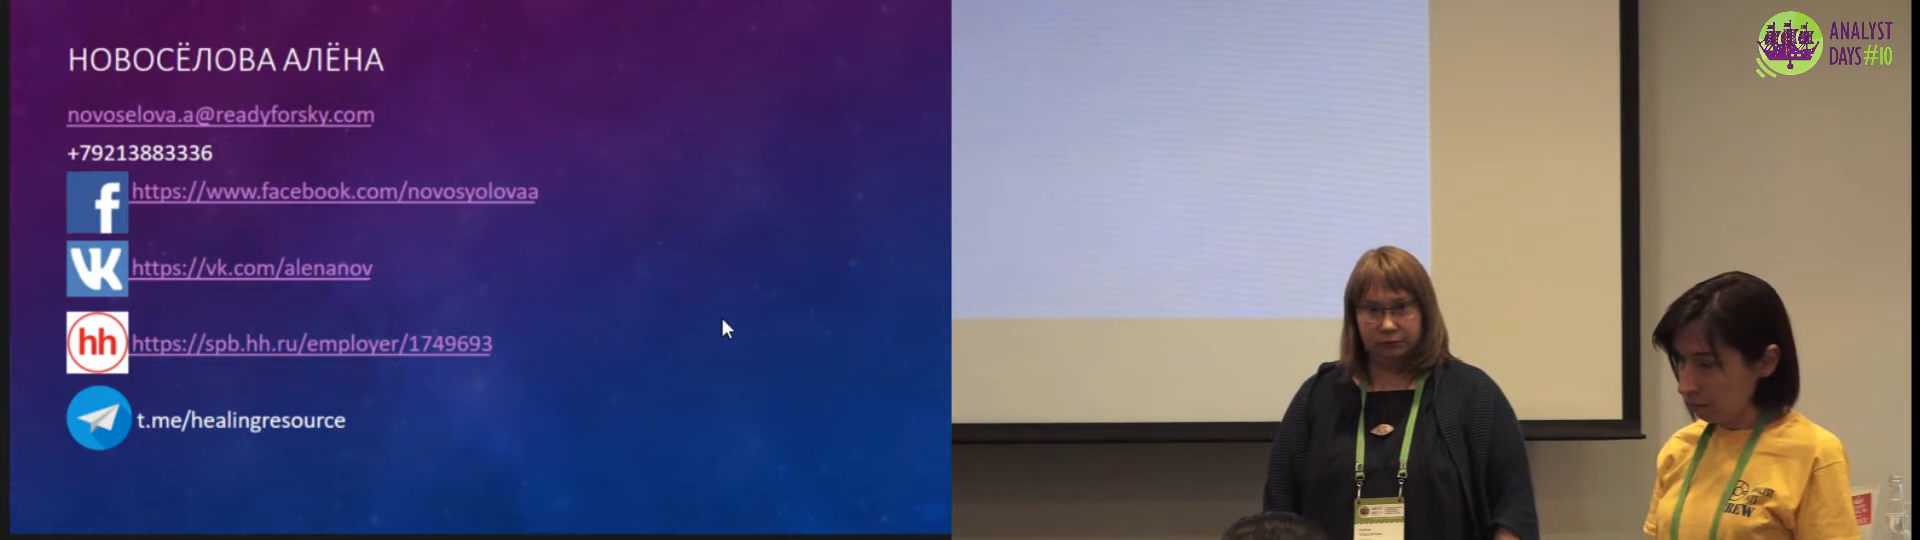 НОВОСЁЛОВА АЛЁНА
novoselova.a@readyforsky.com
+79213883336
f https://www.facebook.com/novosyolovaa
VK https://vk.com/alenanov
hh https://spb.hh.ru/employer/1749693
t.me/healingresource
ANALYST
DAYS#10